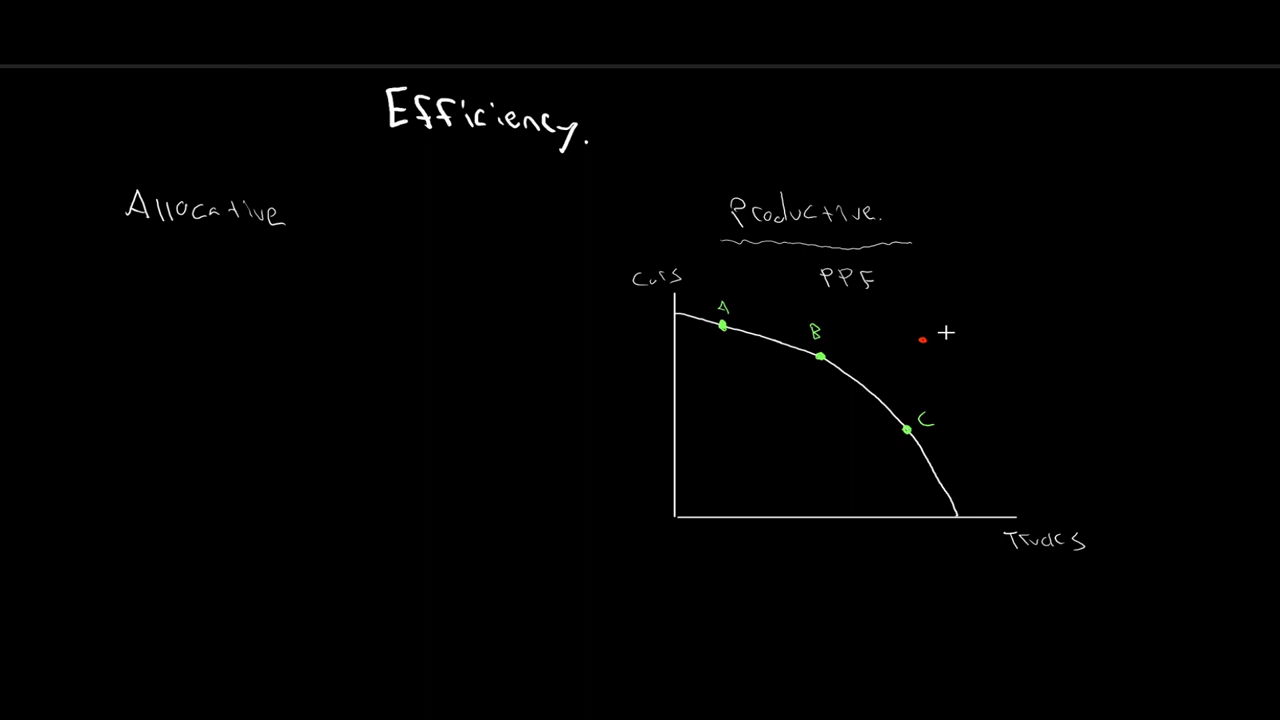 Efficiency.
Allocative
Productive.
Cars
PPF
A
B
C
Trucks